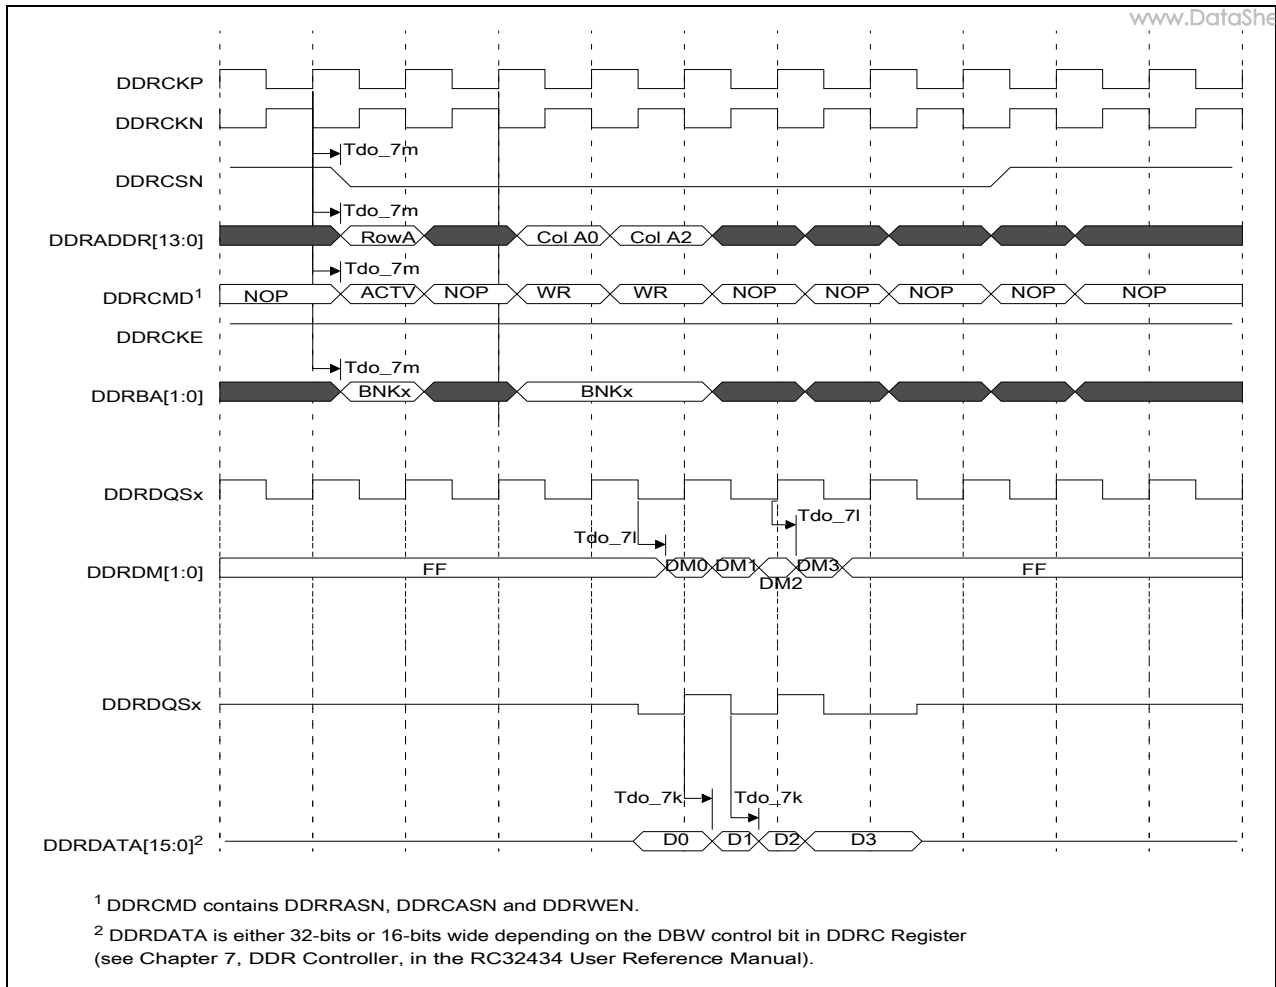 www.DataShe
DDRCKP
DDRCKN
Tdo_7m
DDRCSN
Tdo_7m
DDRADDR[13:0] RowA Col A0 Col A2
Tdo_7m
DDRCMD1 NOP ACTV NOP WR WR NOP NOP NOP NOP NOP
DDRCKE
Tdo_7m
DDRBA[1:0] BNKx BNKx
DDRDQSx
Tdo_7l Tdo_7l
DDRDM[1:0] FF DM0 DM1 DM2 DM3 FF
DDRDQSx
Tdo_7k Tdo_7k
DDRDATA[15:0]2 D0 D1 D2 D3
1 DDRCMD contains DDRRASN, DDRCASN and DDRWEN.
2 DDRDATA is either 32-bits or 16-bits wide depending on the DBW control bit in DDRC Register
(see Chapter 7, DDR Controller, in the RC32434 User Reference Manual).